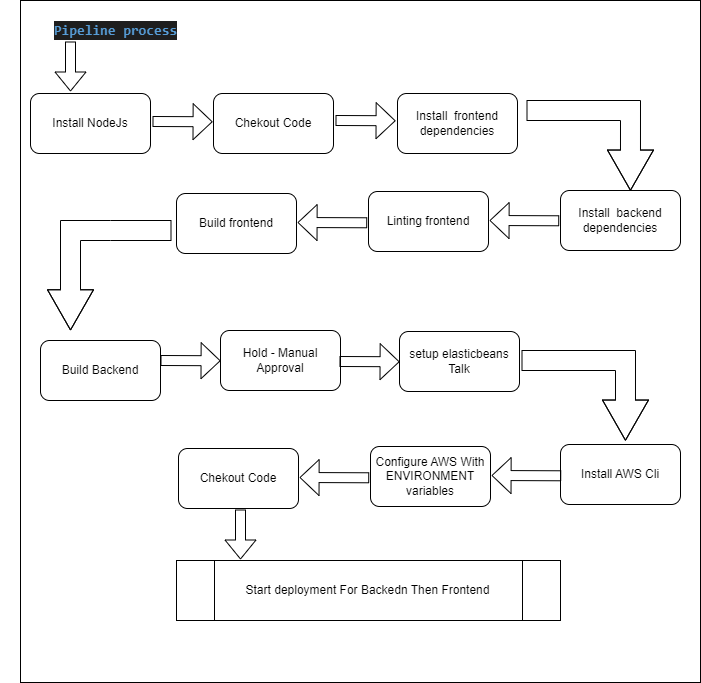 Pipeline process
Install NodeJs
Chekout Code
Install  frontend
dependencies
Install  backend
dependencies
Linting frontend
Build frontend
Build Backend
Hold - Manual
Approval
setup elasticbeans
Talk
Install AWS Cli
Configure AWS With
ENVIRONMENT
variables
Chekout Code
Start deployment For Backedn Then Frontend